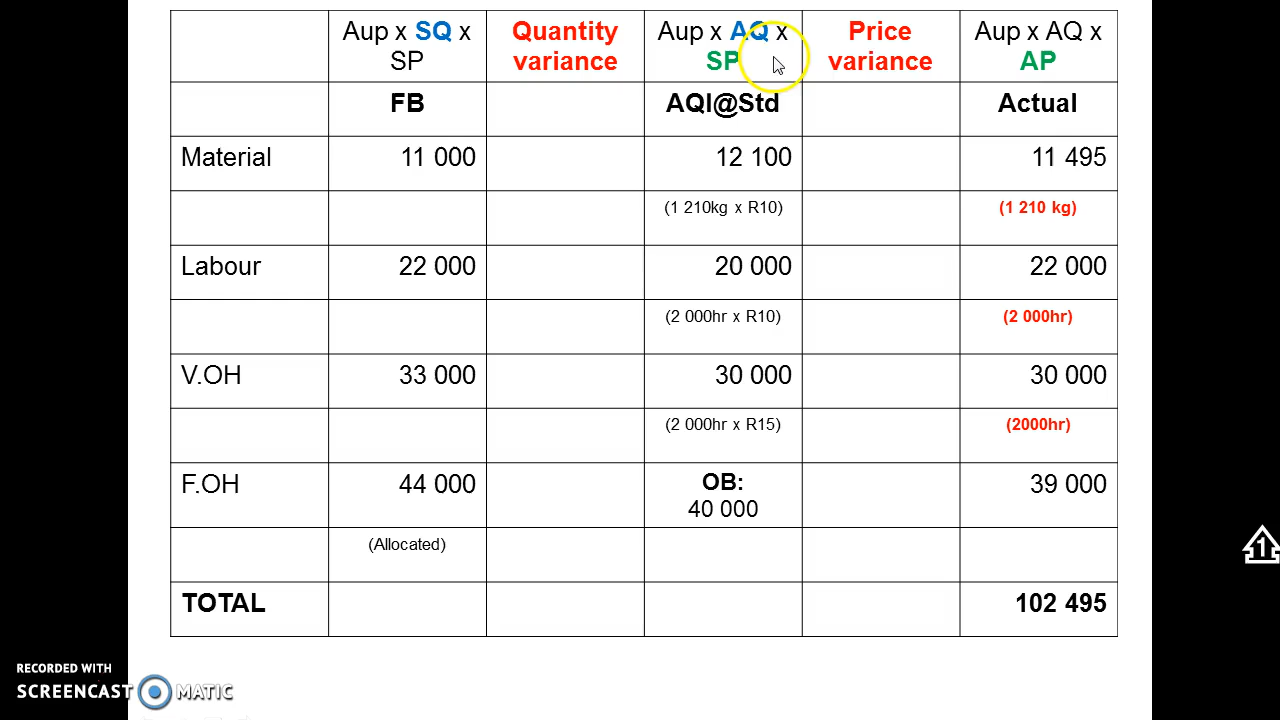 Aup x SQ x
SP
Quantity
variance
Aup x AQ x
SP
Price
variance
Aup x AQ x
AP
FB
AQI@Std
Actual
Material
11 000
12 100
11 495
(1 210kg x R10)
(1 210 kg)
Labour
22 000
20 000
22 000
(2 000hr x R10)
(2 000hr)
V.OH
33 000
30 000
30 000
(2 000hr x R15)
(2000hr)
F.OH
44 000
OB:
40 000
39 000
(Allocated)
TOTAL
102 495
1
RECORDED WITH
SCREENCAST MATIC